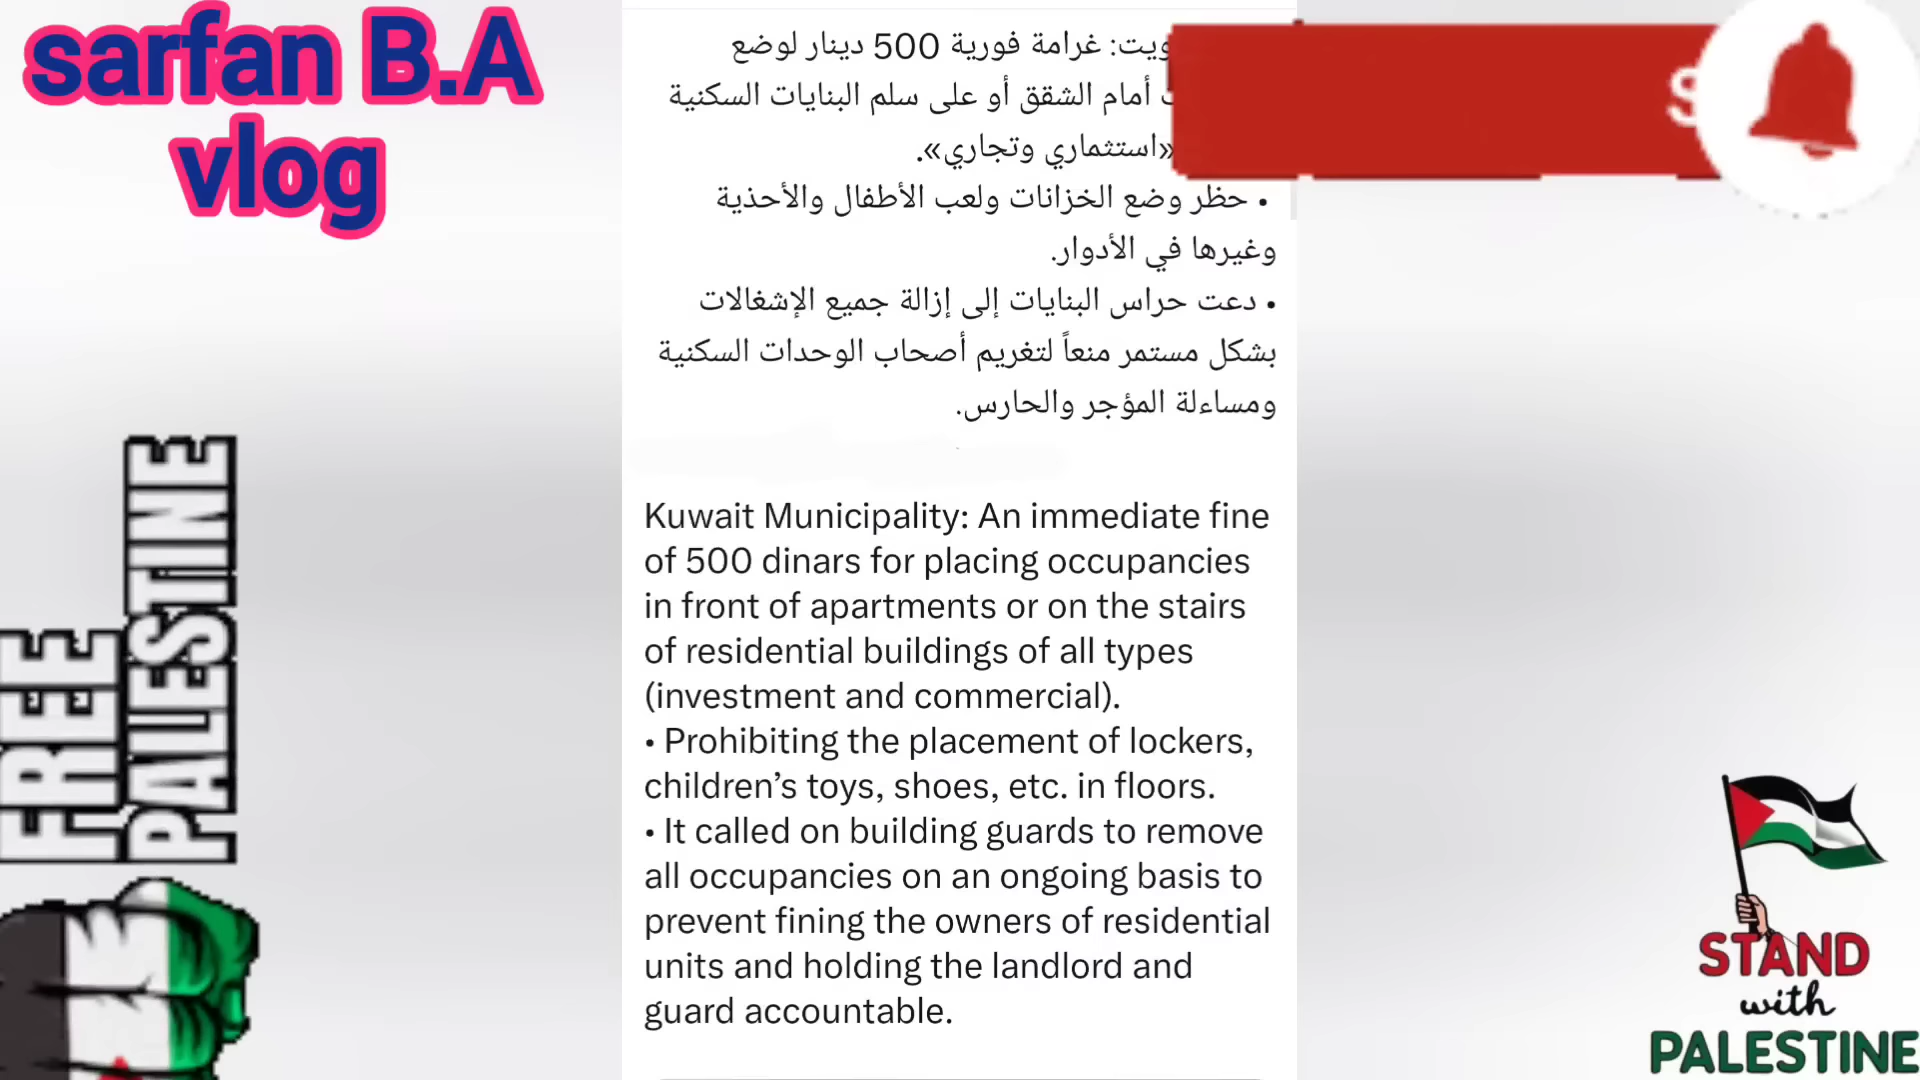 sarfan B.A
vlog
غرامة فورية 500 دينار لوضع
أمام الشقق أو على سلم البنايات السكنية
«استثماري وتجاري».
• حظر وضع الخزانات ولعب الأطفال والأحذية
وغيرها في الأدوار.
• دعت حراس البنايات إلى إزالة جميع الإشغالات
بشكل مستمر منعاً لتغريم أصحاب الوحدات السكنية
ومساءلة المؤجر والحارس.
Kuwait Municipality: An immediate fine
of 500 dinars for placing occupancies
in front of apartments or on the stairs
of residential buildings of all types
(investment and commercial).
• Prohibiting the placement of lockers,
children’s toys, shoes, etc. in floors.
• It called on building guards to remove
all occupancies on an ongoing basis to
prevent fining the owners of residential
units and holding the landlord and
guard accountable.
FREE
PALESTINE
STAND
with
PALESTINE